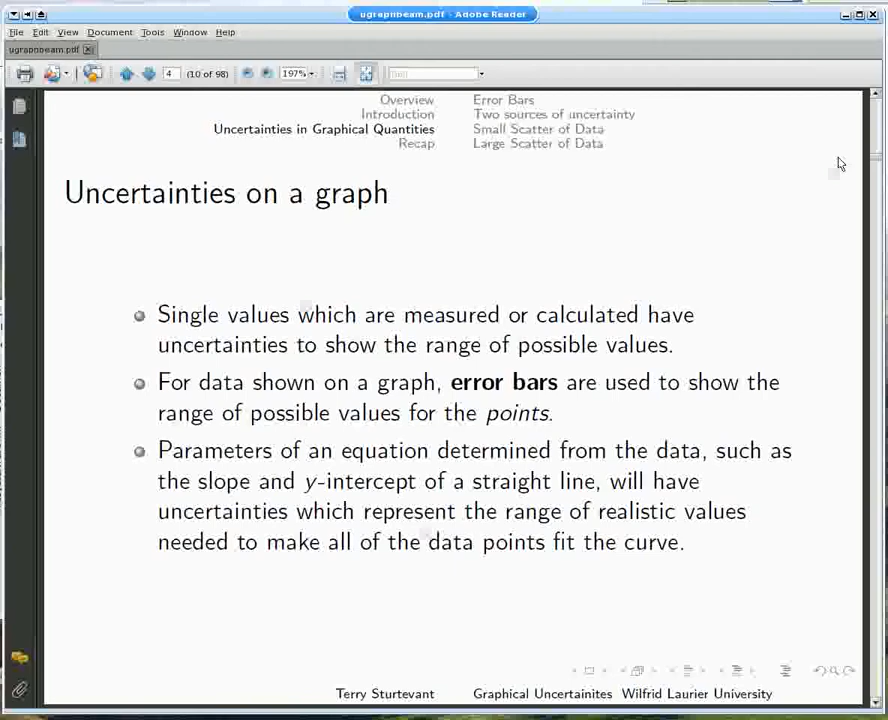 ugraphbeam.pdf - Adobe Reader
File Edit View Document Tools Window Help
ugraphbeam.pdf
4 (10 of 98) 197%
Overview Error Bars
Introduction Two sources of uncertainty
Uncertainties in Graphical Quantities Small Scatter of Data
Recap Large Scatter of Data
Uncertainties on a graph
Single values which are measured or calculated have
uncertainties to show the range of possible values.
For data shown on a graph, error bars are used to show the
range of possible values for the points.
Parameters of an equation determined from the data, such as
the slope and y-intercept of a straight line, will have
uncertainties which represent the range of realistic values
needed to make all of the data points fit the curve.
Terry Sturtevant Graphical Uncertainites Wilfrid Laurier University